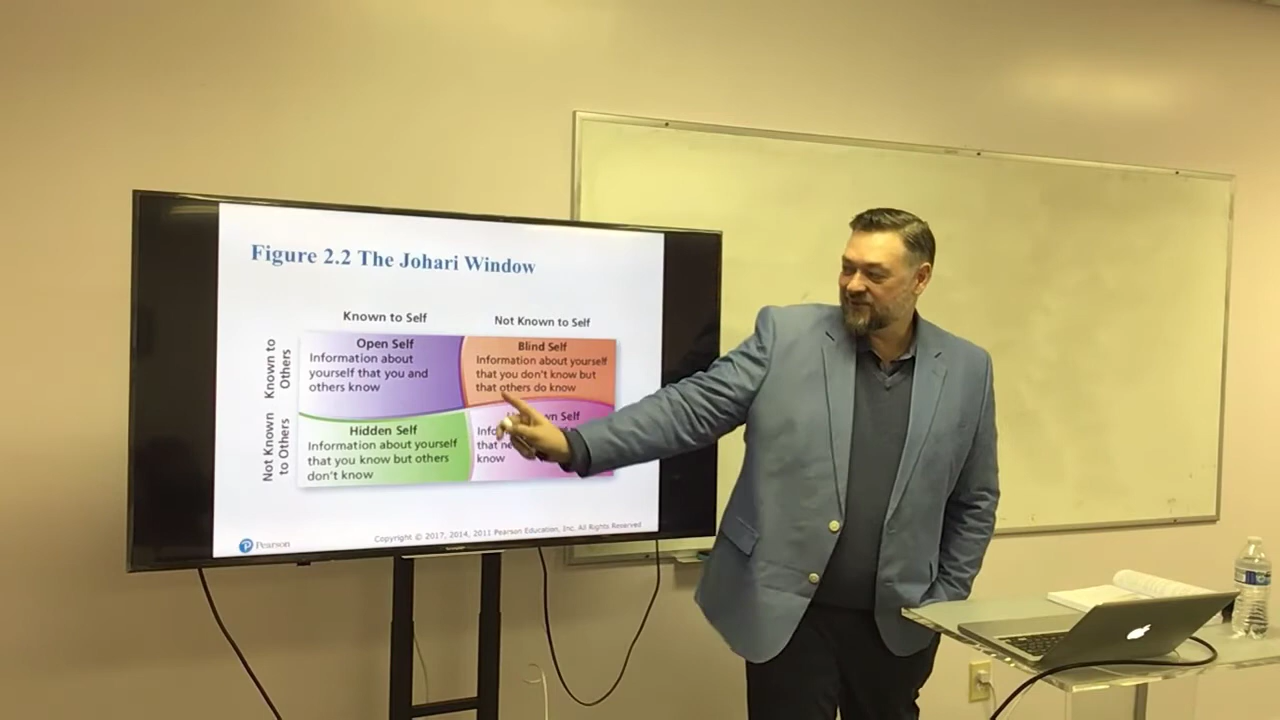 Figure 2.2 The Johari Window
Known to Self
Not Known to Self
Known to
Others
Open Self
Information about
yourself that you and
others know
Blind Self
Information about yourself
that you don't know but
that others do know
Not Known
to Others
Hidden Self
Information about yourself
that you know but others
don't know
Self
that
know
Pearson
Copyright © 2017, 2014, 2011 Pearson Education, Inc. All Rights Reserved